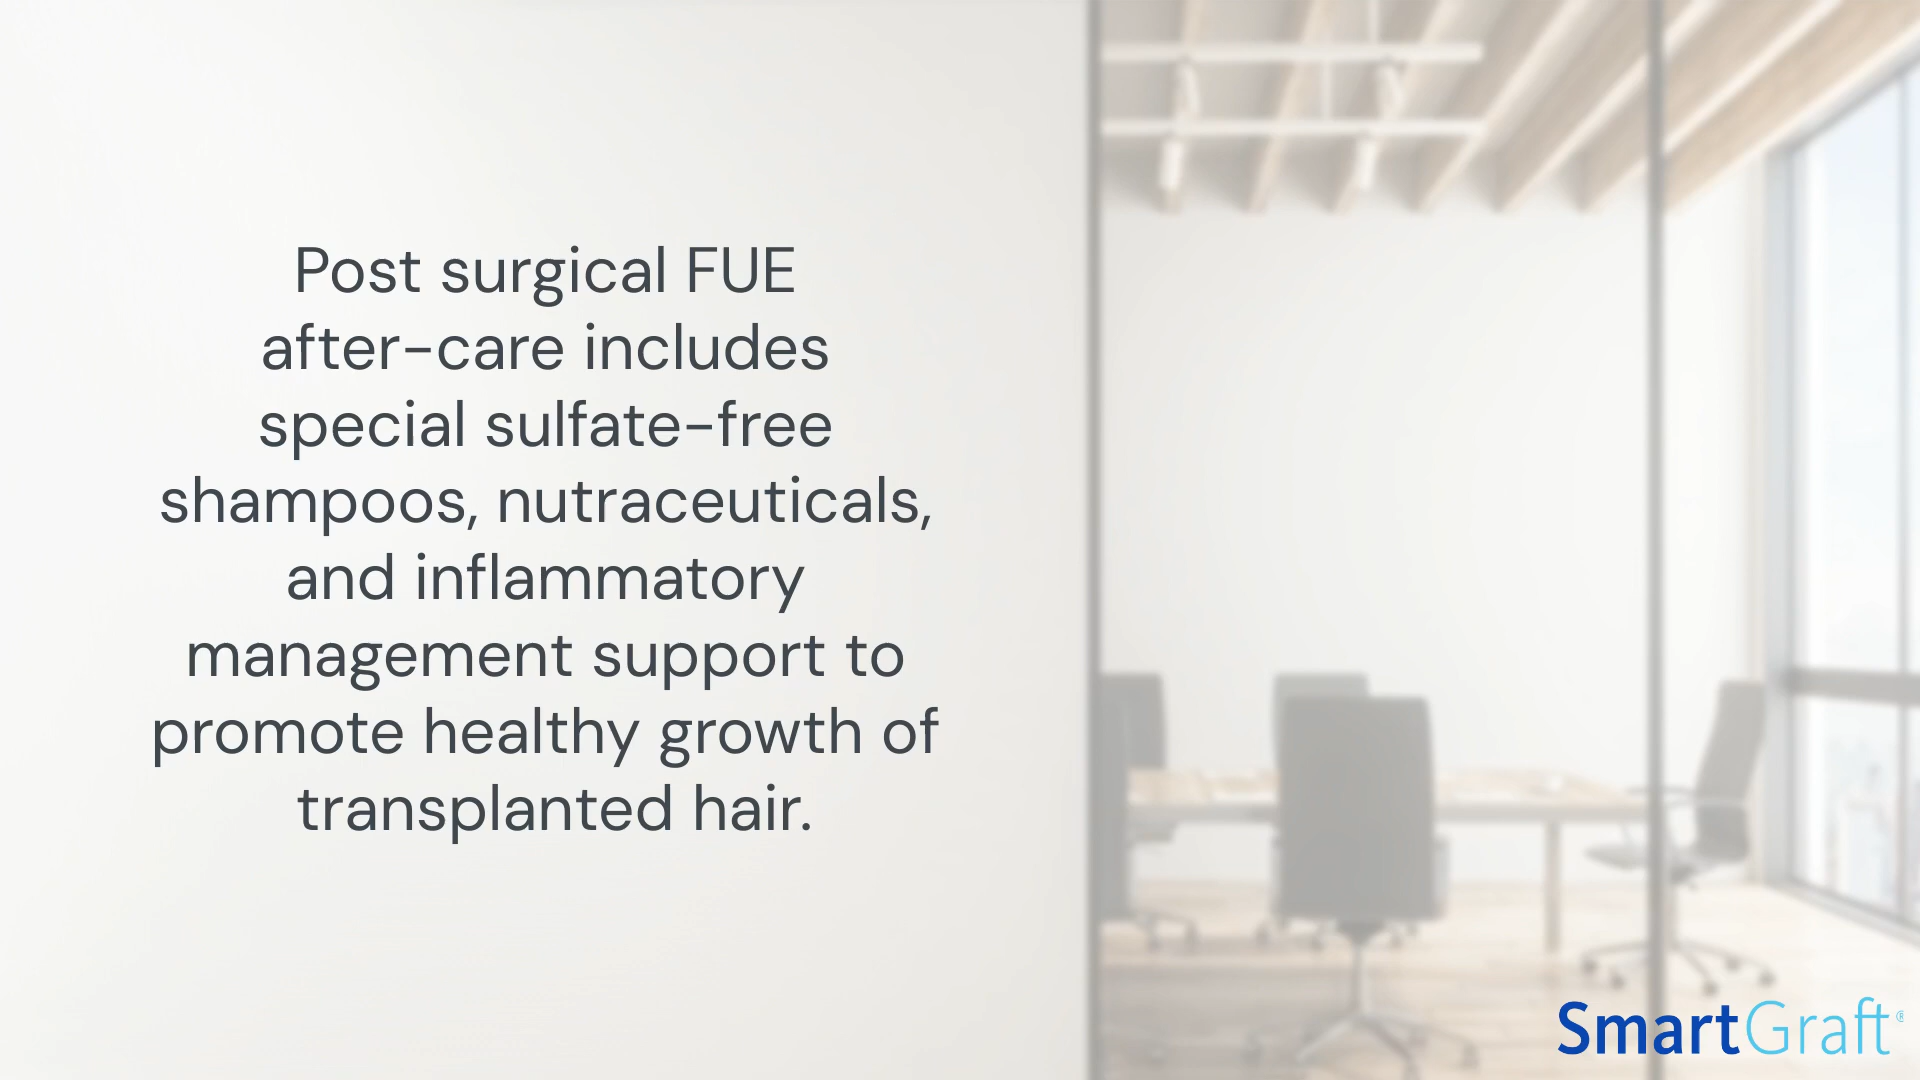 Post surgical FUE
after-care includes
special sulfate-free
shampoos, nutraceuticals,
and inflammatory
management support to
promote healthy growth of
transplanted hair.
SmartGraft®